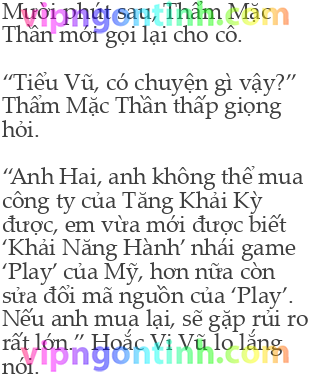 Mười phút sau, Thẩm Mặc
Thần mới gọi lại cho cô.
“Tiểu Vũ, có chuyện gì vậy?”
Thẩm Mặc Thần thấp giọng
hỏi.
“Anh Hai, anh không thể mua
công ty của Tăng Khải Kỳ
được, em vừa mới được biết
‘Khải Năng Hành’ nhái game
‘Play’ của Mỹ, hơn nữa còn
sửa đổi mã nguồn của ‘Play’.
Nếu anh mua lại, sẽ gặp rủi ro
rất lớn.” Hoắc Vi Vũ lo lắng
nói.
vipngontinh.com
vipngontinh.com